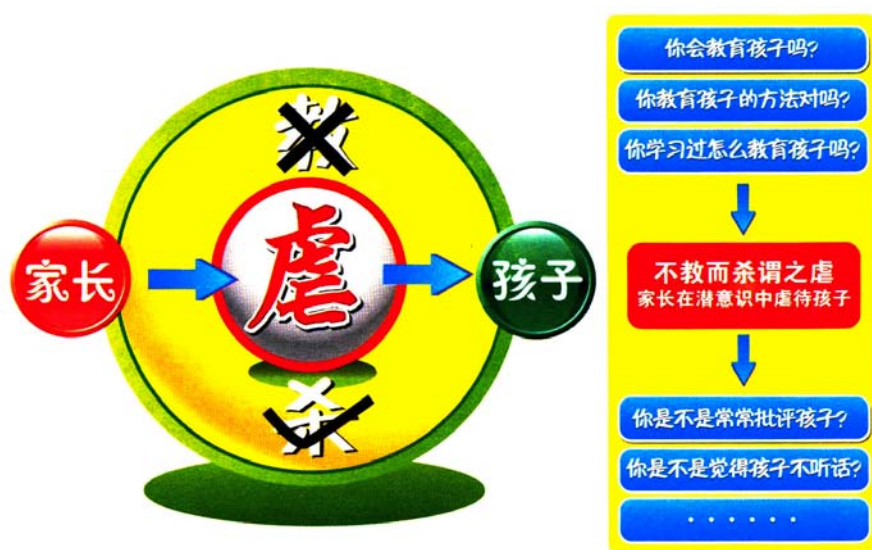 教
家长
虐
孩子
杀
你会教育孩子吗?
你教育孩子的方法对吗?
你学习过怎么教育孩子吗?
不教而杀谓之虐
家长在潜意识中虐待孩子
你是不是常常批评孩子?
你是不是觉得孩子不听话?
······